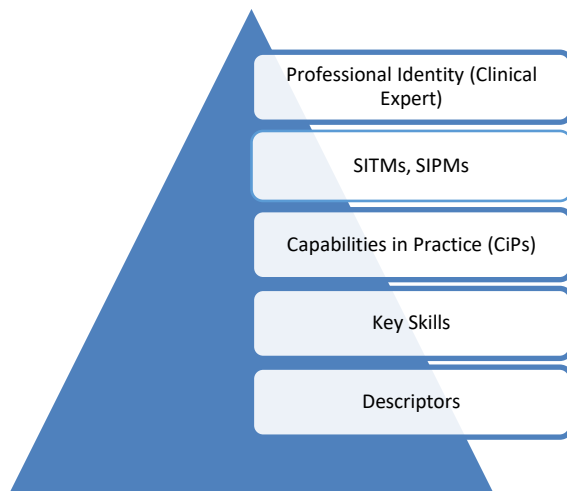 Professional Identity (Clinical
Expert)
SITMs, SIPMs
Capabilities in Practice (CiPs)
Key Skills
Descriptors